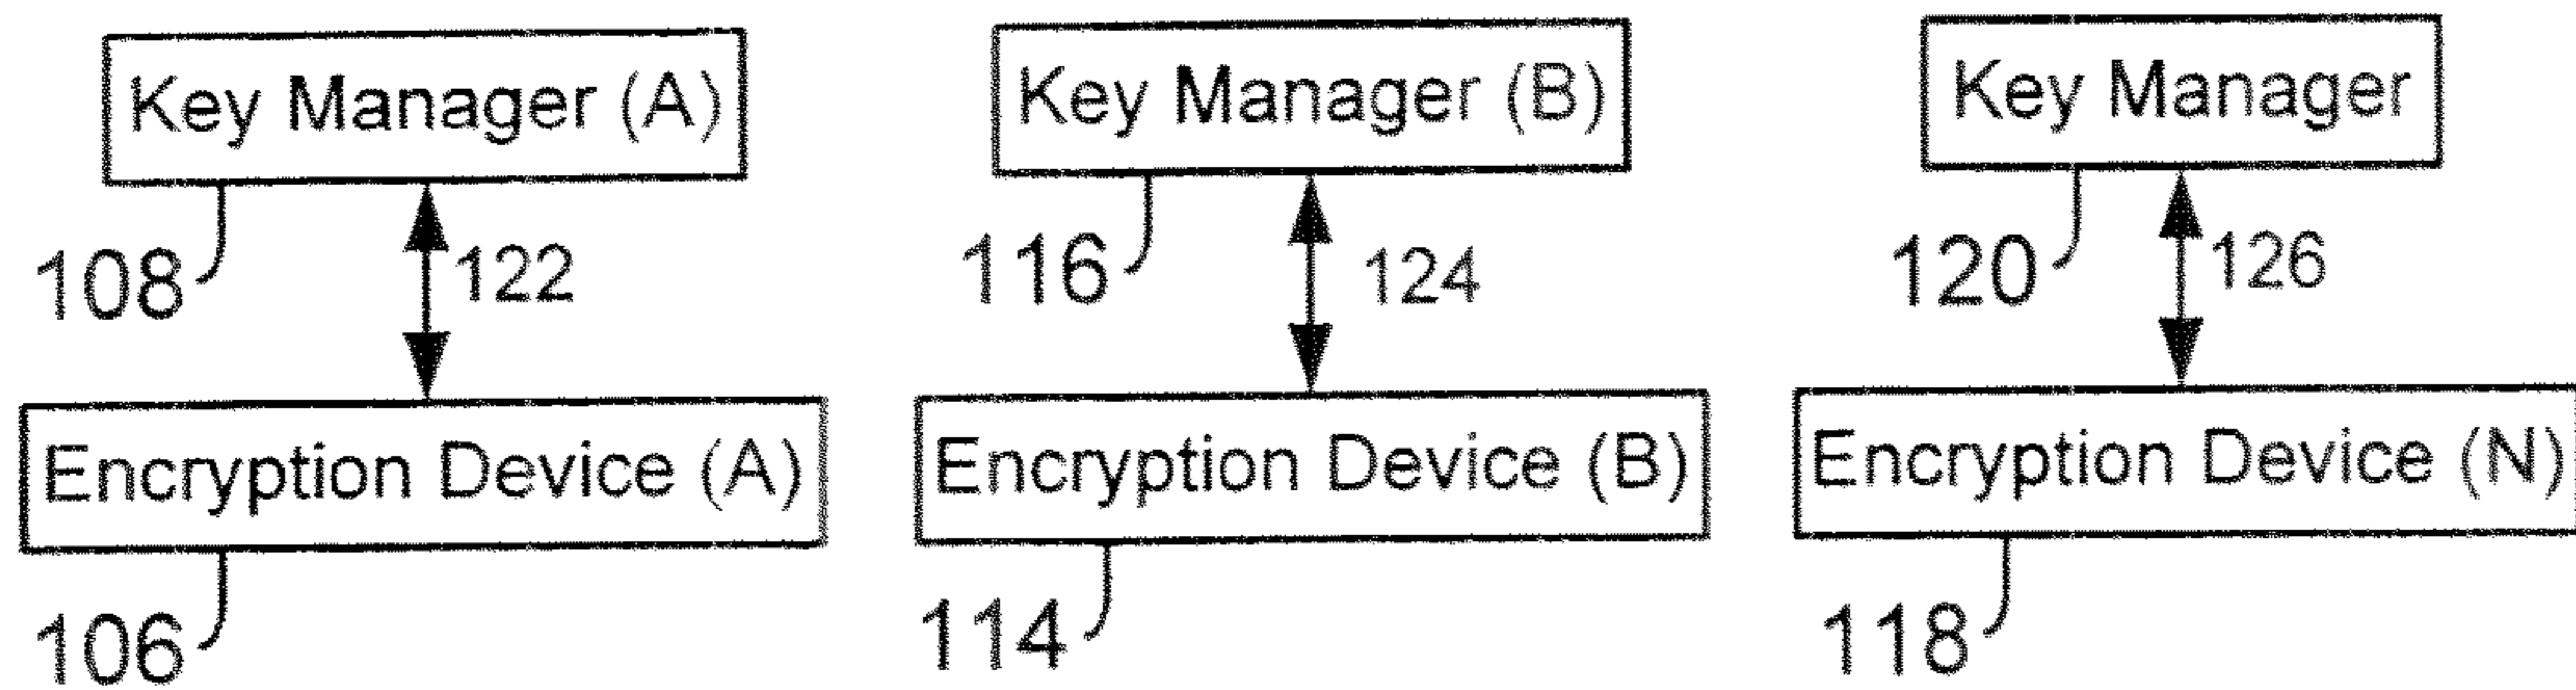 Key Manager (A)
Key Manager (B)
Key Manager
108
122
116
124
120
126
Encryption Device (A)
Encryption Device (B)
Encryption Device (N)
106
114
118